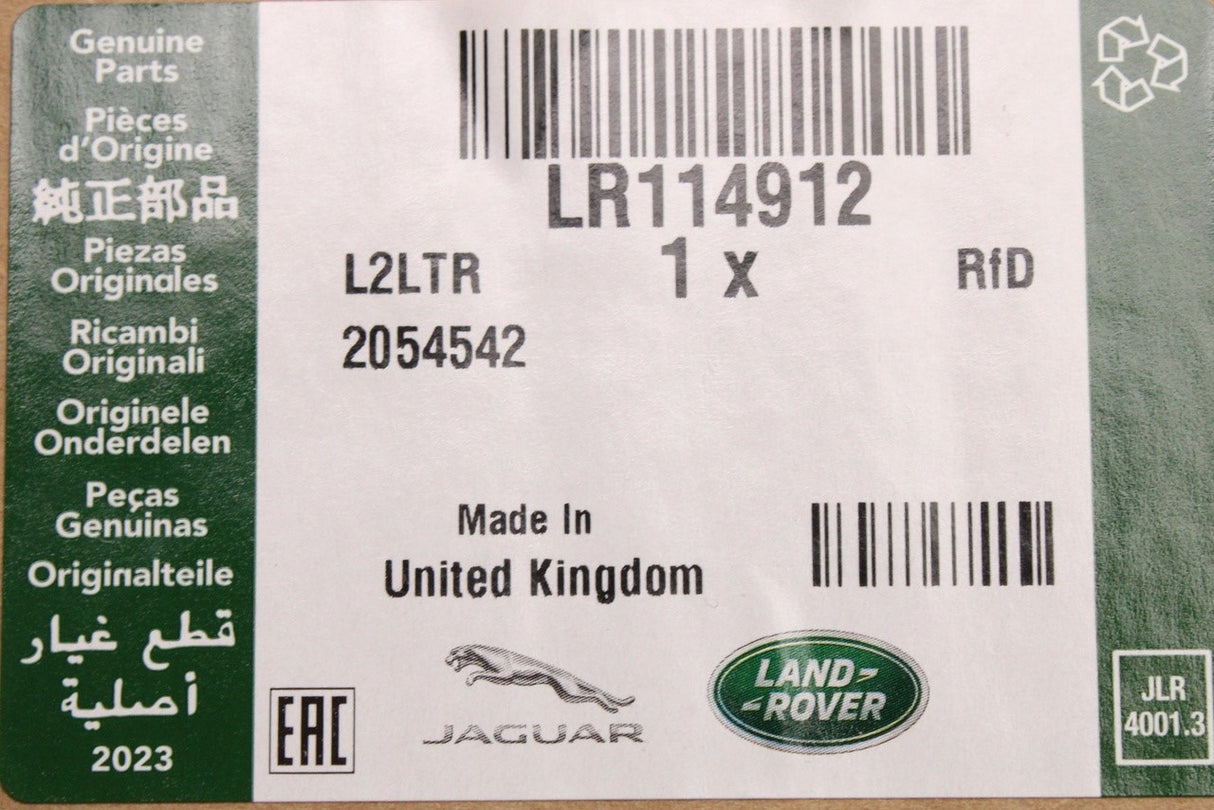 Genuine
Parts
Pièces
d'Origine
純正部品
Piezas
Originales
Ricambi
Originali
Originele
Onderdelen
Peças
Genuinas
Originalteile
قطع غيار
أصلية
2023
LR114912
L2LTR 1 x RfD
2054542
Made In
United Kingdom
EAC
JAGUAR
LAND-
-ROVER
JLR
4001.3